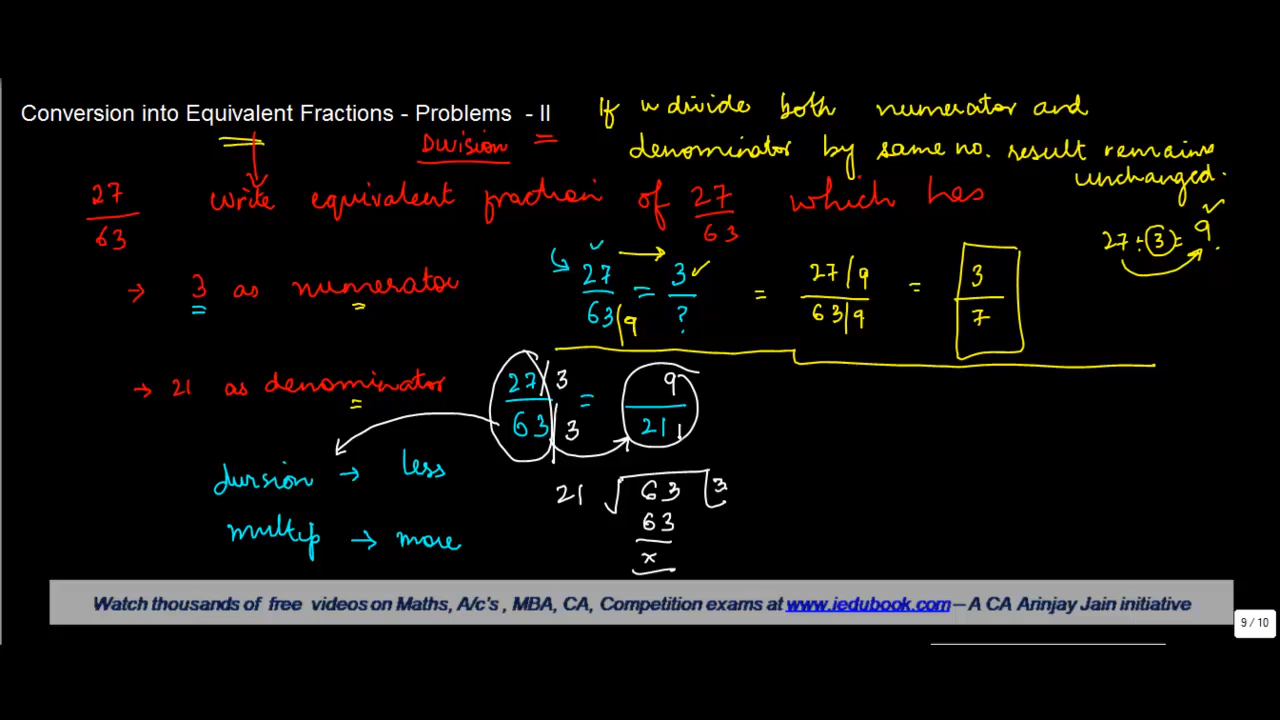 Conversion into Equivalent Fractions - Problems - II
If u divide both numerator and
denominator by same no. result remains
unchanged.
Division =
27/63 Write equivalent fraction of 27/63 which has
27 ÷ 3 = 9
→ 3 as numerator
27/63|9 = 3/? = 27/9 / 63/9 = 3/7
→ 21 as denominator
27/3 / 63/3 = 9/21
division → less
21 √63 (3
63
x
multip → more
Watch thousands of free videos on Maths, A/c's , MBA, CA, Competition exams at www.iedubook.com – A CA Arinjay Jain initiative
9 / 10